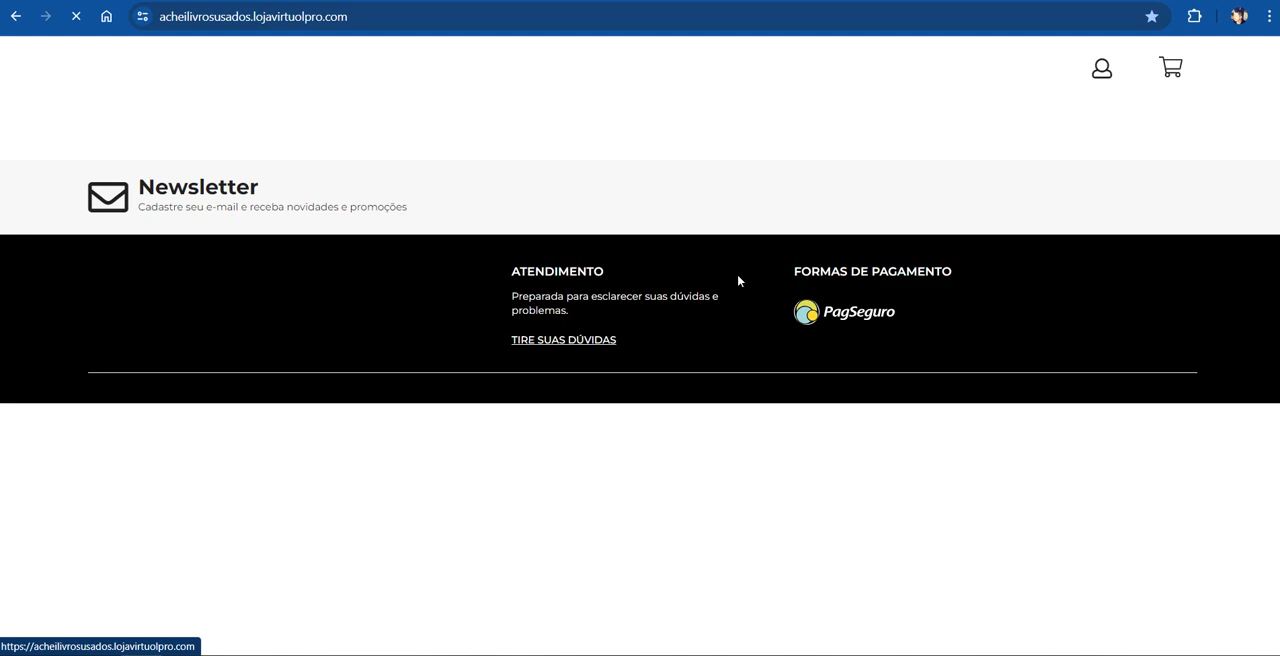 acheilivrosusados.lojavirtuolpro.com
Newsletter
Cadastre seu e-mail e receba novidades e promoções
ATENDIMENTO
Preparada para esclarecer suas dúvidas e
problemas.
TIRE SUAS DÚVIDAS
FORMAS DE PAGAMENTO
PagSeguro
https://acheilivrosusados.lojavirtuolpro.com